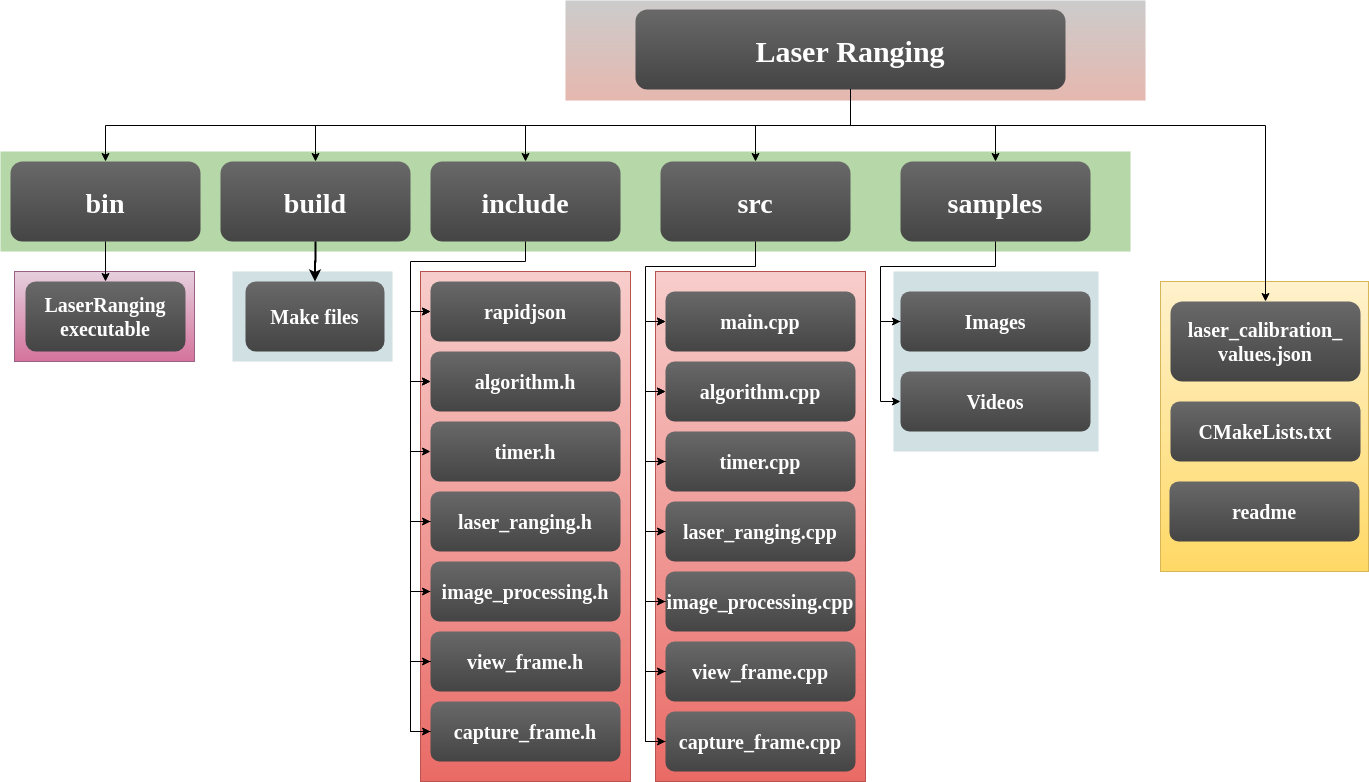 Laser Ranging
bin
build
include
src
samples
LaserRanging
executable
Make files
rapidjson
algorithm.h
timer.h
laser_ranging.h
image_processing.h
view_frame.h
capture_frame.h
main.cpp
algorithm.cpp
timer.cpp
laser_ranging.cpp
image_processing.cpp
view_frame.cpp
capture_frame.cpp
Images
Videos
laser_calibration_
values.json
CMakeLists.txt
readme